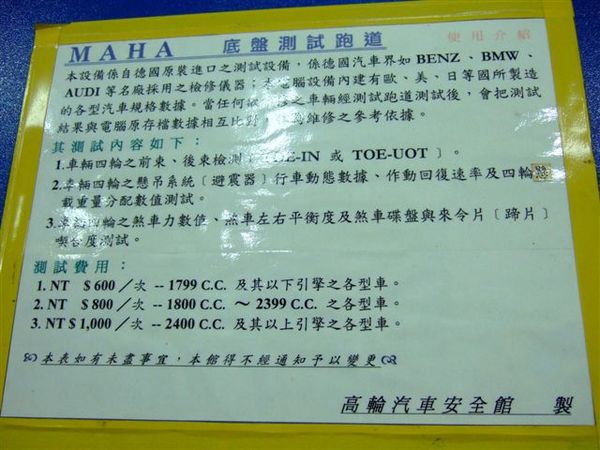 MAHA 底盤測試跑道 使用介紹
本設備係自德國原裝進口之測試設備，係德國汽車界如 BENZ、BMW、
AUDI 等名廠採用之檢修儀器；本電腦設備內建有歐、美、日等國所製造
的各型汽車規格數據。當任何 之車輛經測試跑道測試後，會把測試
結果與電腦原存檔數據相互比對 為維修之參考依據。
其測試內容如下：
1.車輛四輪之前束、後束檢測〔TOE-IN 或 TOE-UOT〕。
2.車輛四輪之懸吊系統〔避震器〕行車動態數據、作動回復速率及四輪
載重量分配數值測試。
3.車輛四輪之煞車力數值、煞車左右平衡度及煞車碟盤與來令片〔蹄片〕
喫合度測試。
測試費用：
1. NT $ 600／次 -- 1799 C.C. 及其以下引擎之各型車。
2. NT $ 800／次 -- 1800 C.C. ～ 2399 C.C. 之各型車。
3. NT $ 1,000／次 -- 2400 C.C. 及其以上引擎之各型車。
本表如有未盡事宜，本館得不經通知予以變更
高輪汽車安全館 製